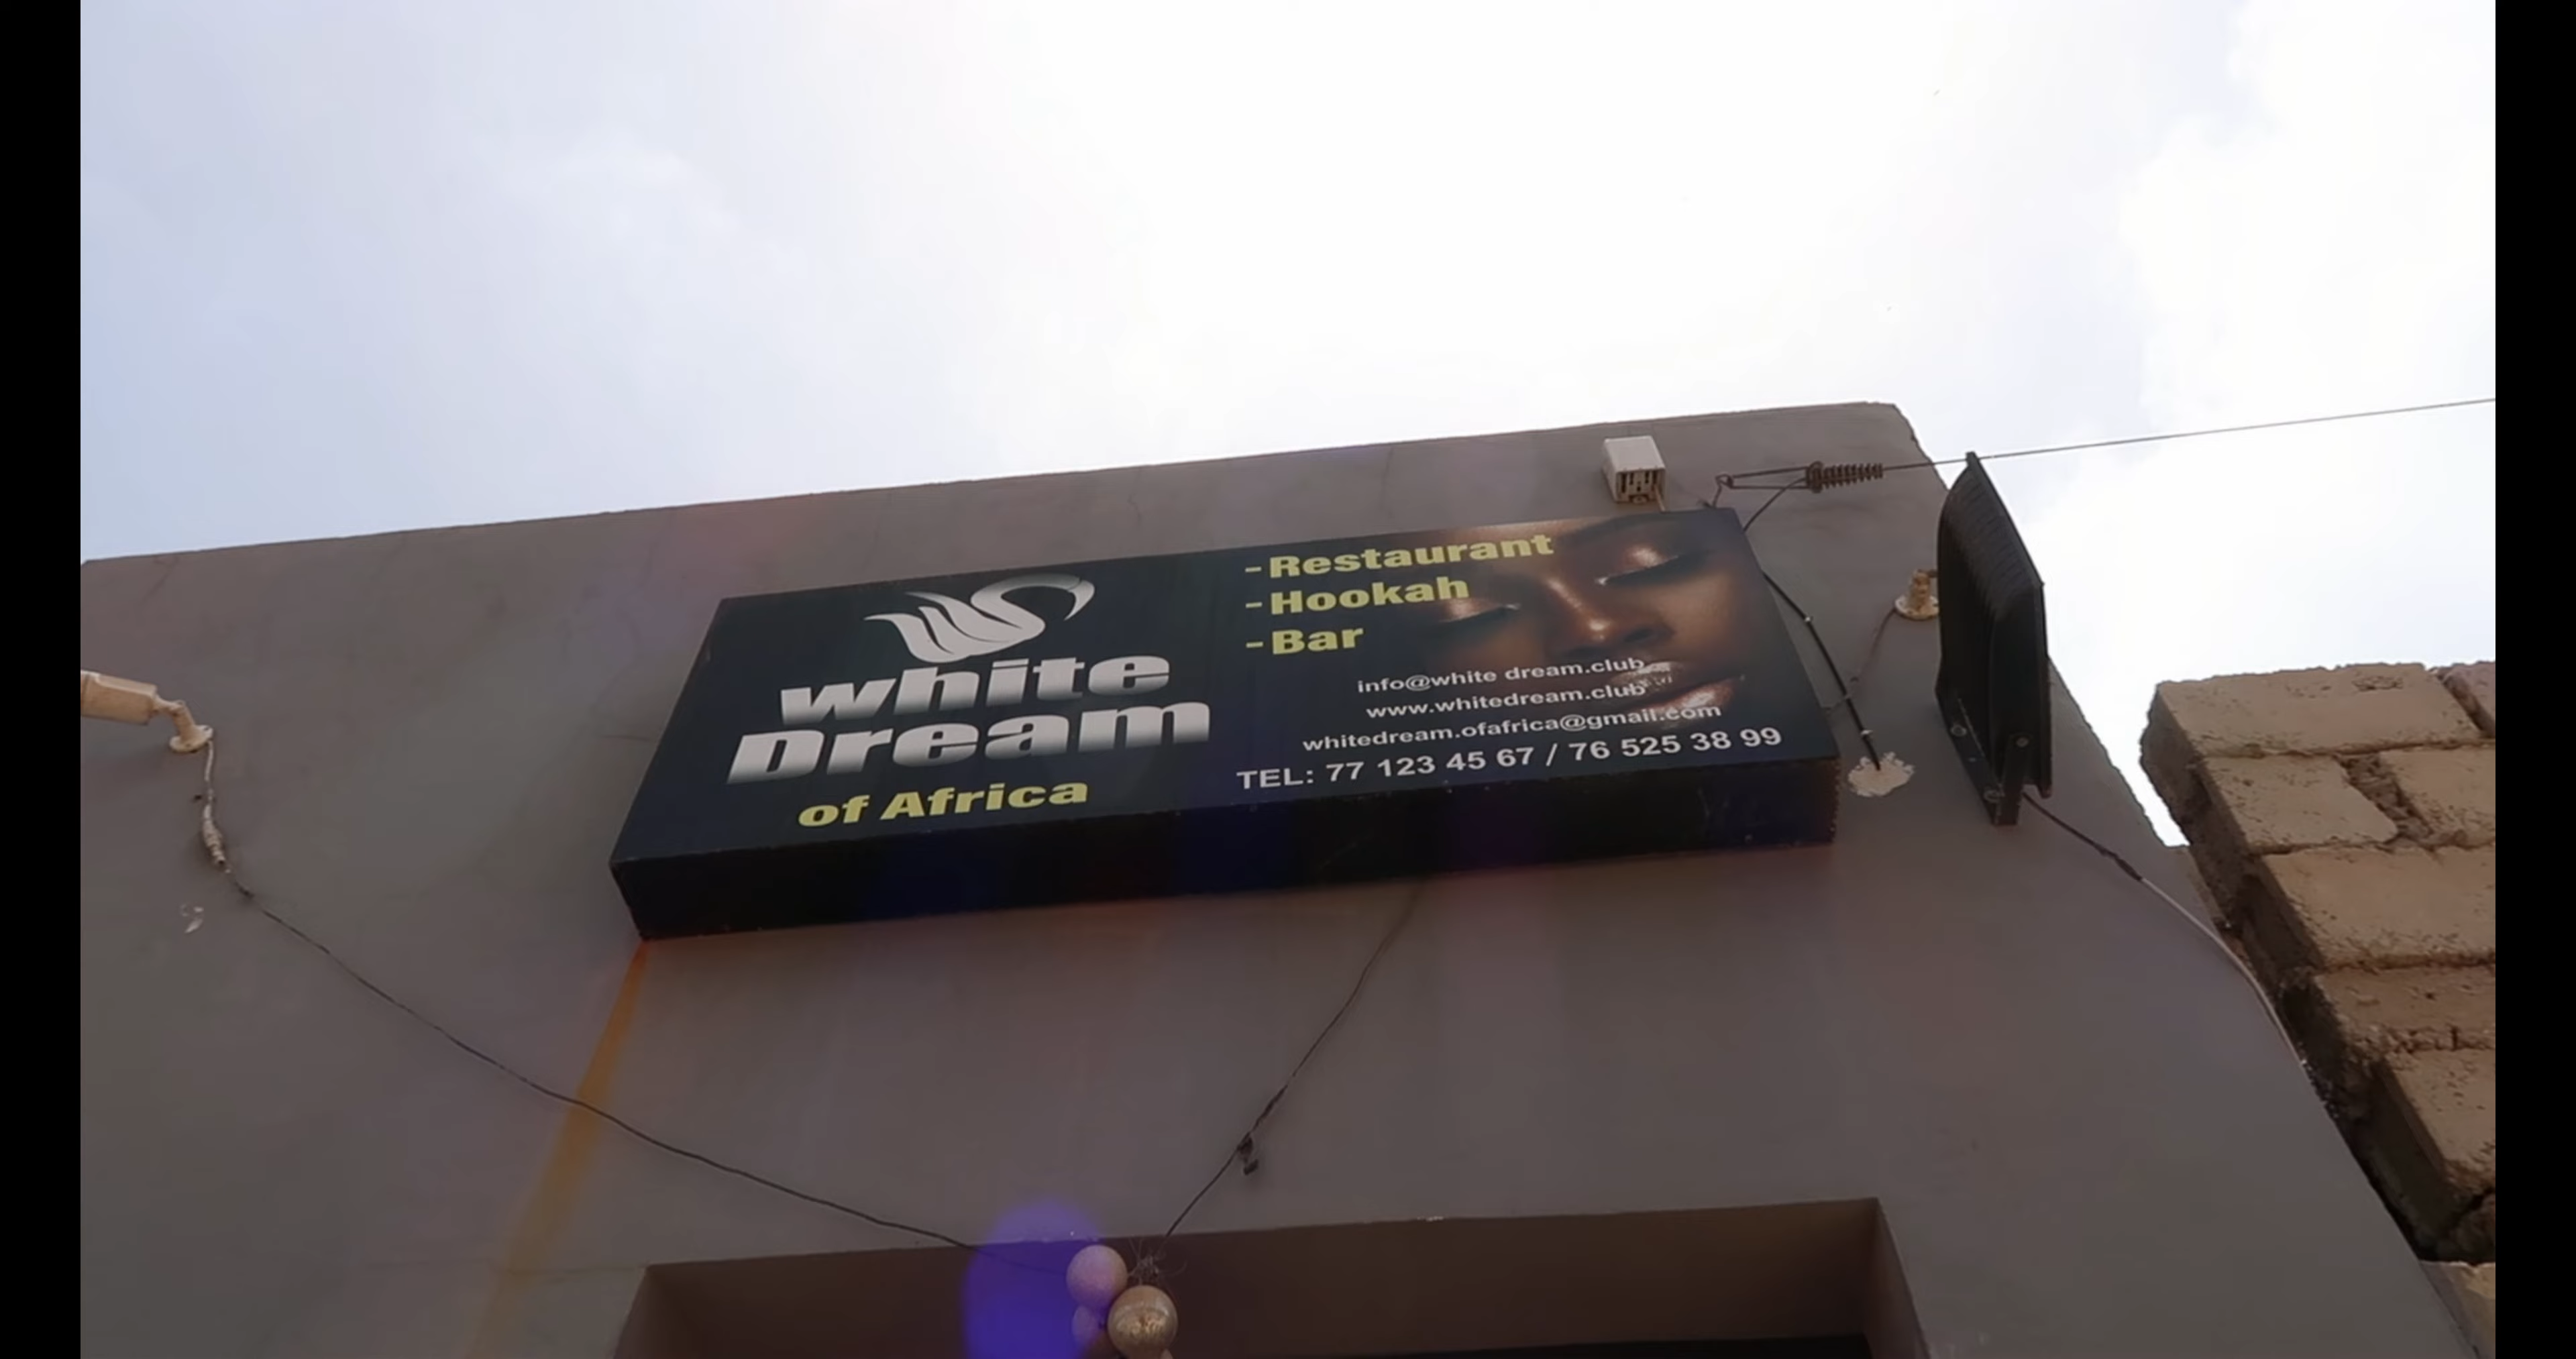 white
Dream
of Africa
-Restaurant
-Hookah
-Bar
info@white dream.club
www.whitedream.club
whitedream.ofafrica@gmail.com
TEL: 77 123 45 67 / 76 525 38 99